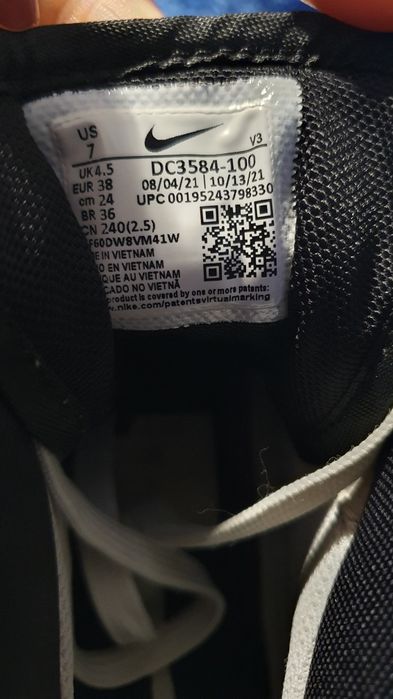 US
7
V3
UK 4.5
EUR 38
cm 24
BR 36
CN 240(2.5)
DC3584-100
08/04/21 | 10/13/21
UPC 00195243798330
F60DW8VM41W
E IN VIETNAM
O EN VIETNAM
QUE AU VIETNAM
CADO NO VIETNÃ
product is covered by one or more patents:
.nike.com/patentsvirtualmarking